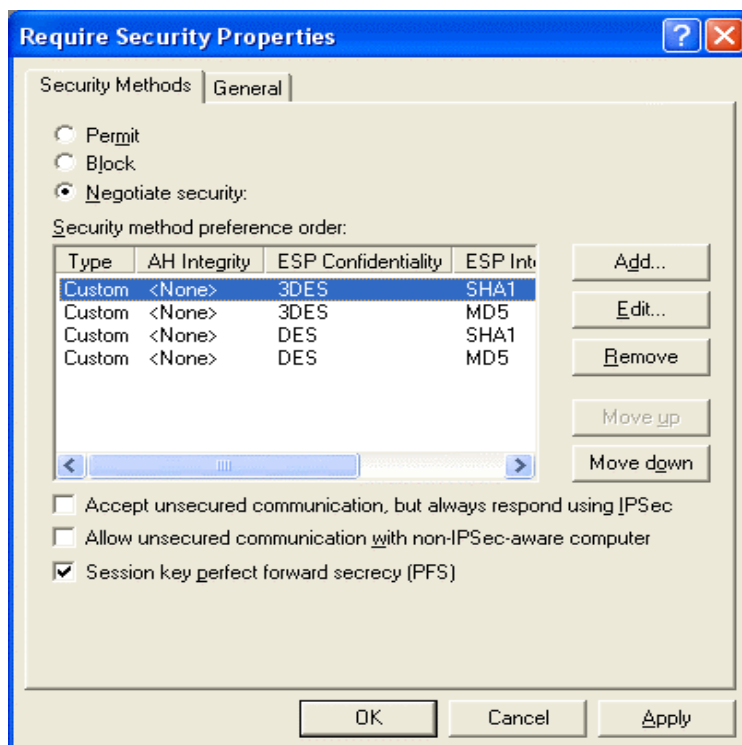 Require Security Properties
Security Methods General
Permit
Block
Negotiate security:
Security method preference order:
Type AH Integrity ESP Confidentiality ESP Int
Custom <None> 3DES SHA1
Custom <None> 3DES MD5
Custom <None> DES SHA1
Custom <None> DES MD5
Add...
Edit...
Remove
Move up
Move down
Accept unsecured communication, but always respond using IPSec
Allow unsecured communication with non-IPSec-aware computer
Session key perfect forward secrecy (PFS)
OK Cancel Apply